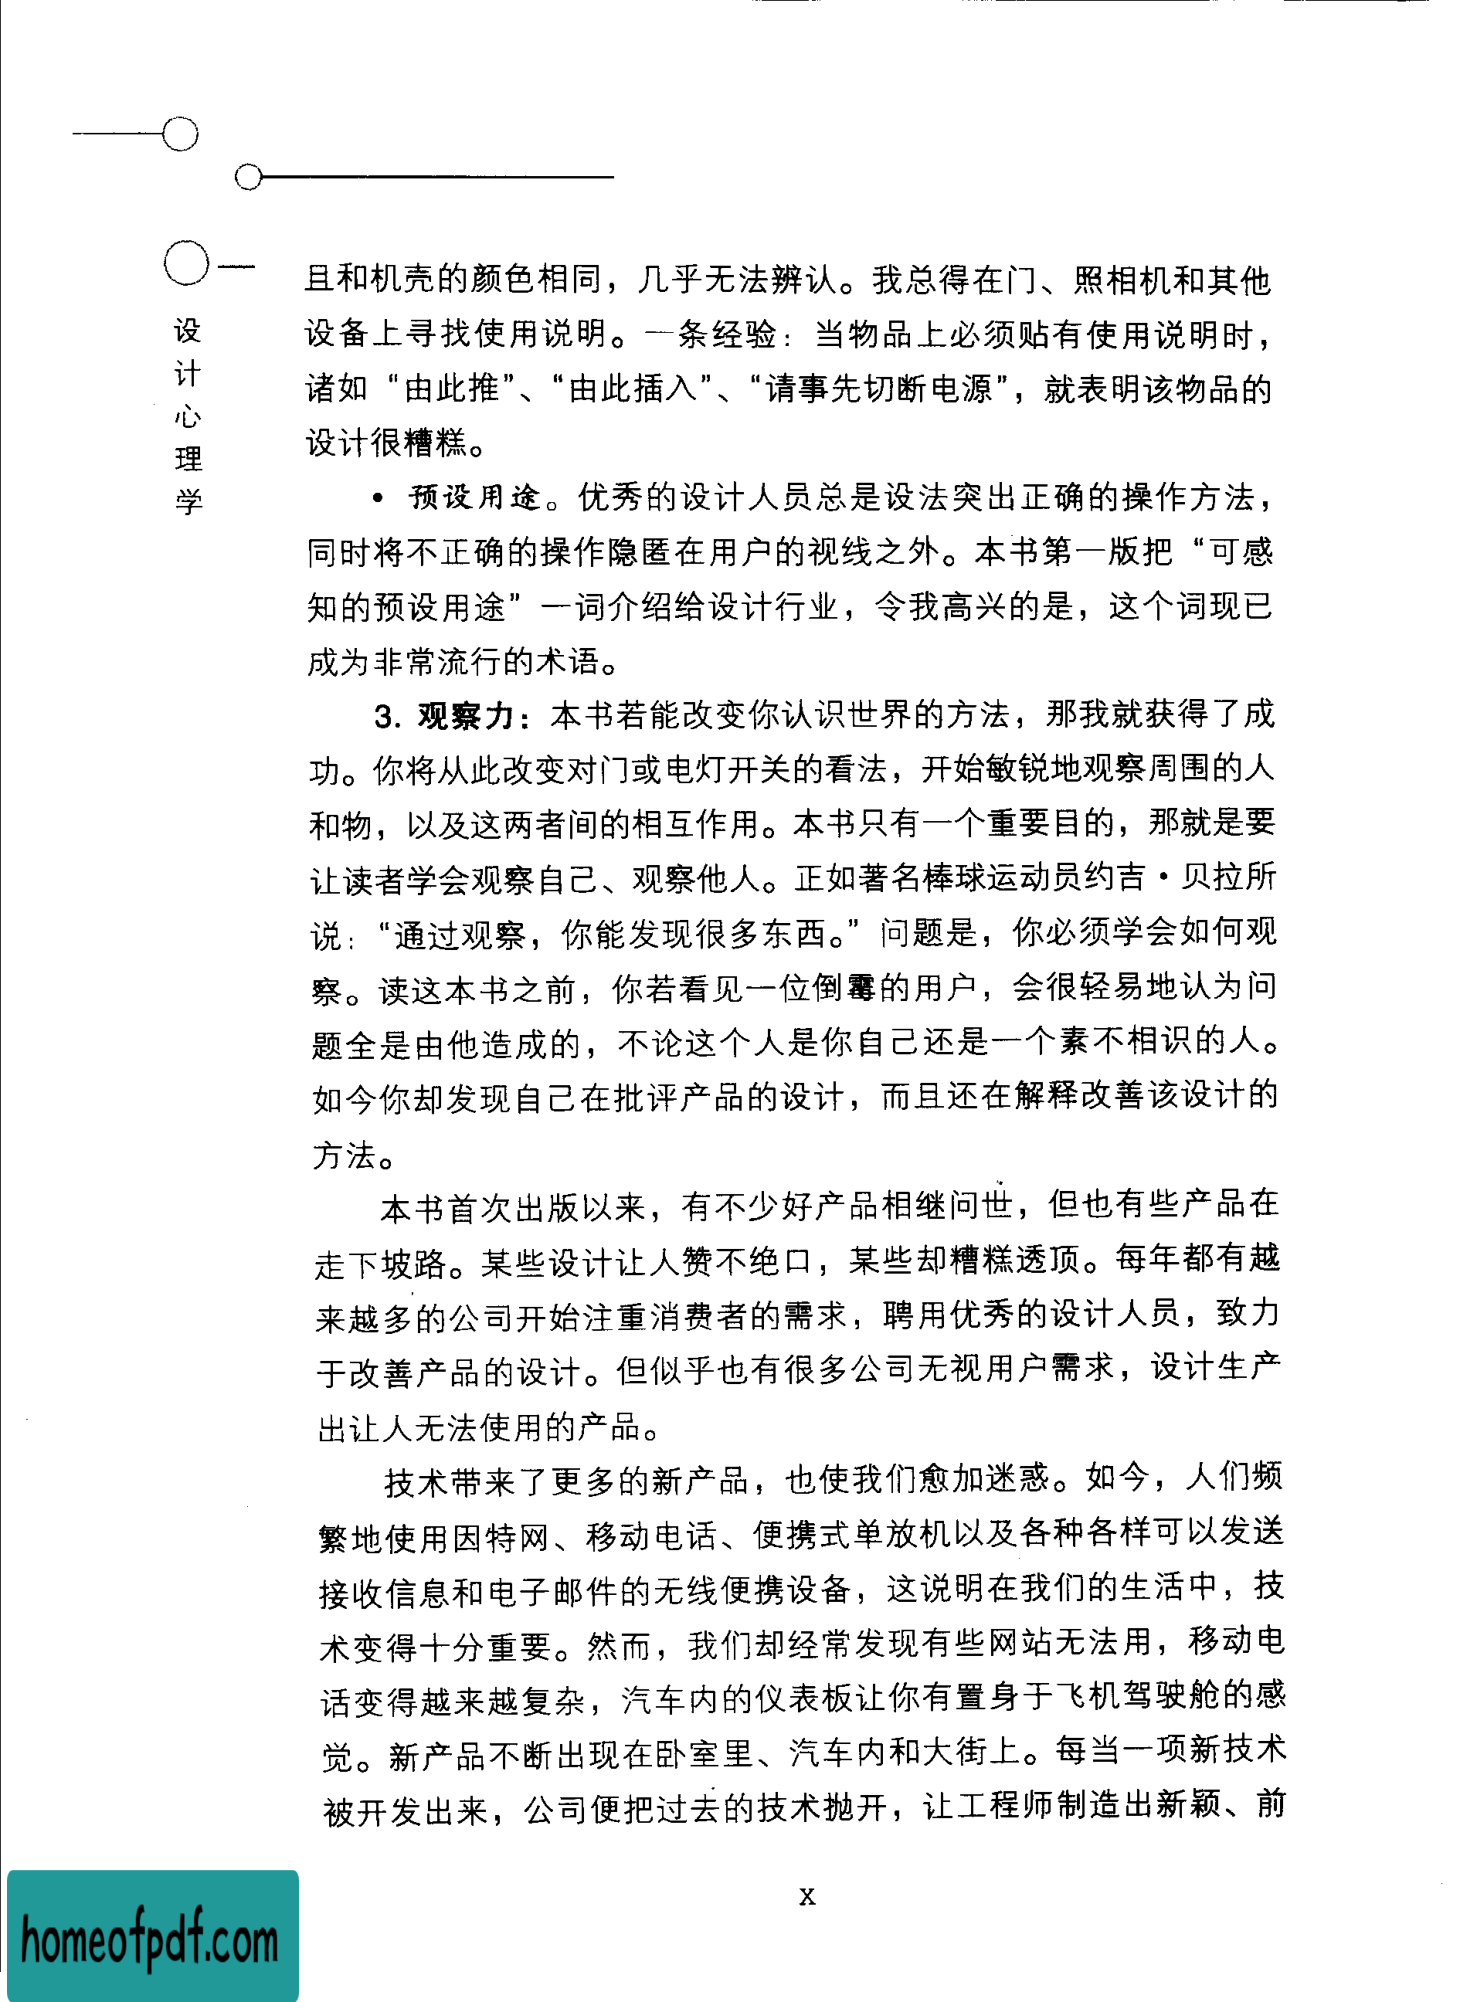 设
计
心
理
学
且和机壳的颜色相同，几乎无法辨认。我总得在门、照相机和其他
设备上寻找使用说明。一条经验：当物品上必须贴有使用说明时，
诸如“由此推”、“由此插入”、“请事先切断电源”，就表明该物品的
设计很糟糕。
• 预设用途。优秀的设计人员总是设法突出正确的操作方法，
同时将不正确的操作隐匿在用户的视线之外。本书第一版把“可感
知的预设用途”一词介绍给设计行业，令我高兴的是，这个词现已
成为非常流行的术语。
3. 观察力：本书若能改变你认识世界的方法，那我就获得了成
功。你将从此改变对门或电灯开关的看法，开始敏锐地观察周围的人
和物，以及这两者间的相互作用。本书只有一个重要目的，那就是要
让读者学会观察自己、观察他人。正如著名棒球运动员约吉·贝拉所
说：“通过观察，你能发现很多东西。”问题是，你必须学会如何观
察。读这本书之前，你若看见一位倒霉的用户，会很轻易地认为问
题全是由他造成的，不论这个人是你自己还是一个素不相识的人。
如今你却发现自己在批评产品的设计，而且还在解释改善该设计的
方法。
本书首次出版以来，有不少好产品相继问世，但也有些产品在
走下坡路。某些设计让人赞不绝口，某些却糟糕透顶。每年都有越
来越多的公司开始注重消费者的需求，聘用优秀的设计人员，致力
于改善产品的设计。但似乎也有很多公司无视用户需求，设计生产
出让人无法使用的产品。
技术带来了更多的新产品，也使我们愈加迷惑。如今，人们频
繁地使用因特网、移动电话、便携式单放机以及各种各样可以发送
接收信息和电子邮件的无线便携设备，这说明在我们的生活中，技
术变得十分重要。然而，我们却经常发现有些网站无法用，移动电
话变得越来越复杂，汽车内的仪表板让你有置身于飞机驾驶舱的感
觉。新产品不断出现在卧室里、汽车内和大街上。每当一项新技术
被开发出来，公司便把过去的技术抛开，让工程师制造出新颖、前
x
homeofpdf.com